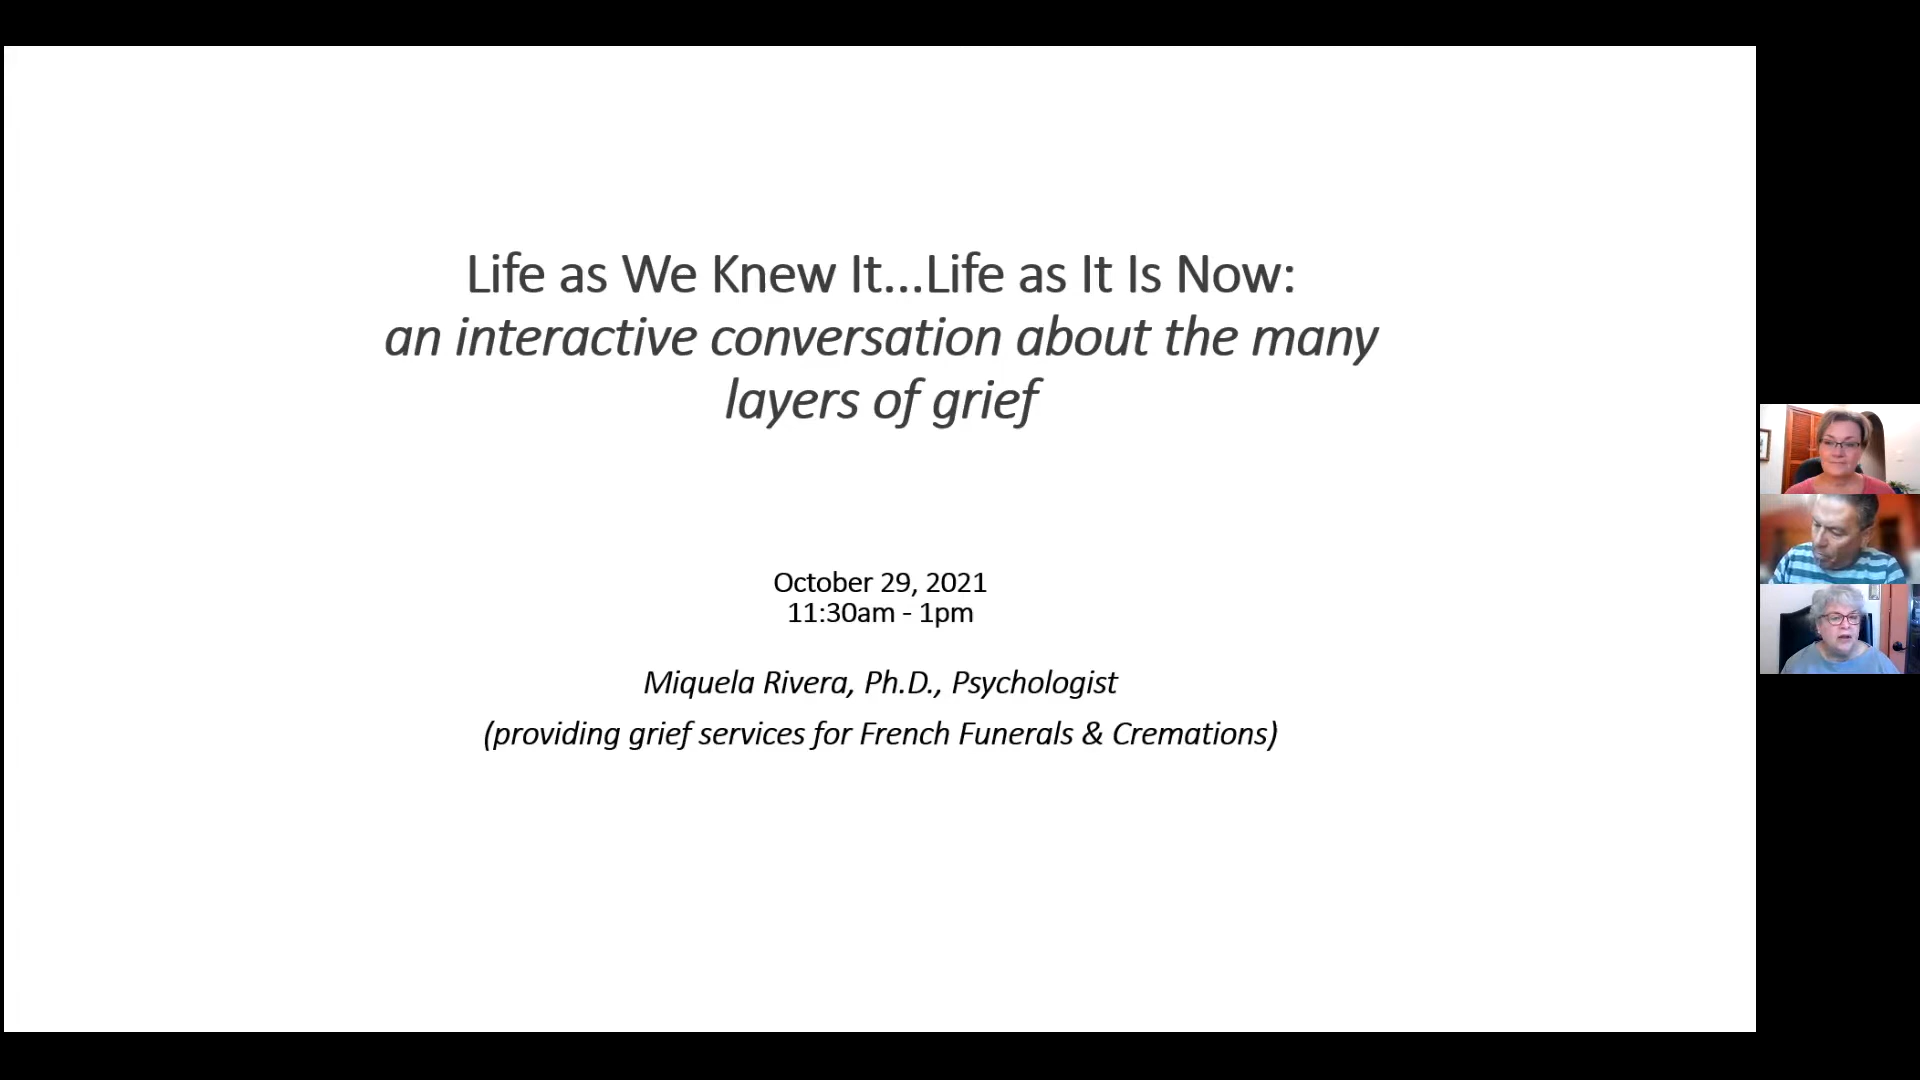 Life as We Knew It...Life as It Is Now:
an interactive conversation about the many
layers of grief
October 29, 2021
11:30am - 1pm
Miquela Rivera, Ph.D., Psychologist
(providing grief services for French Funerals & Cremations)